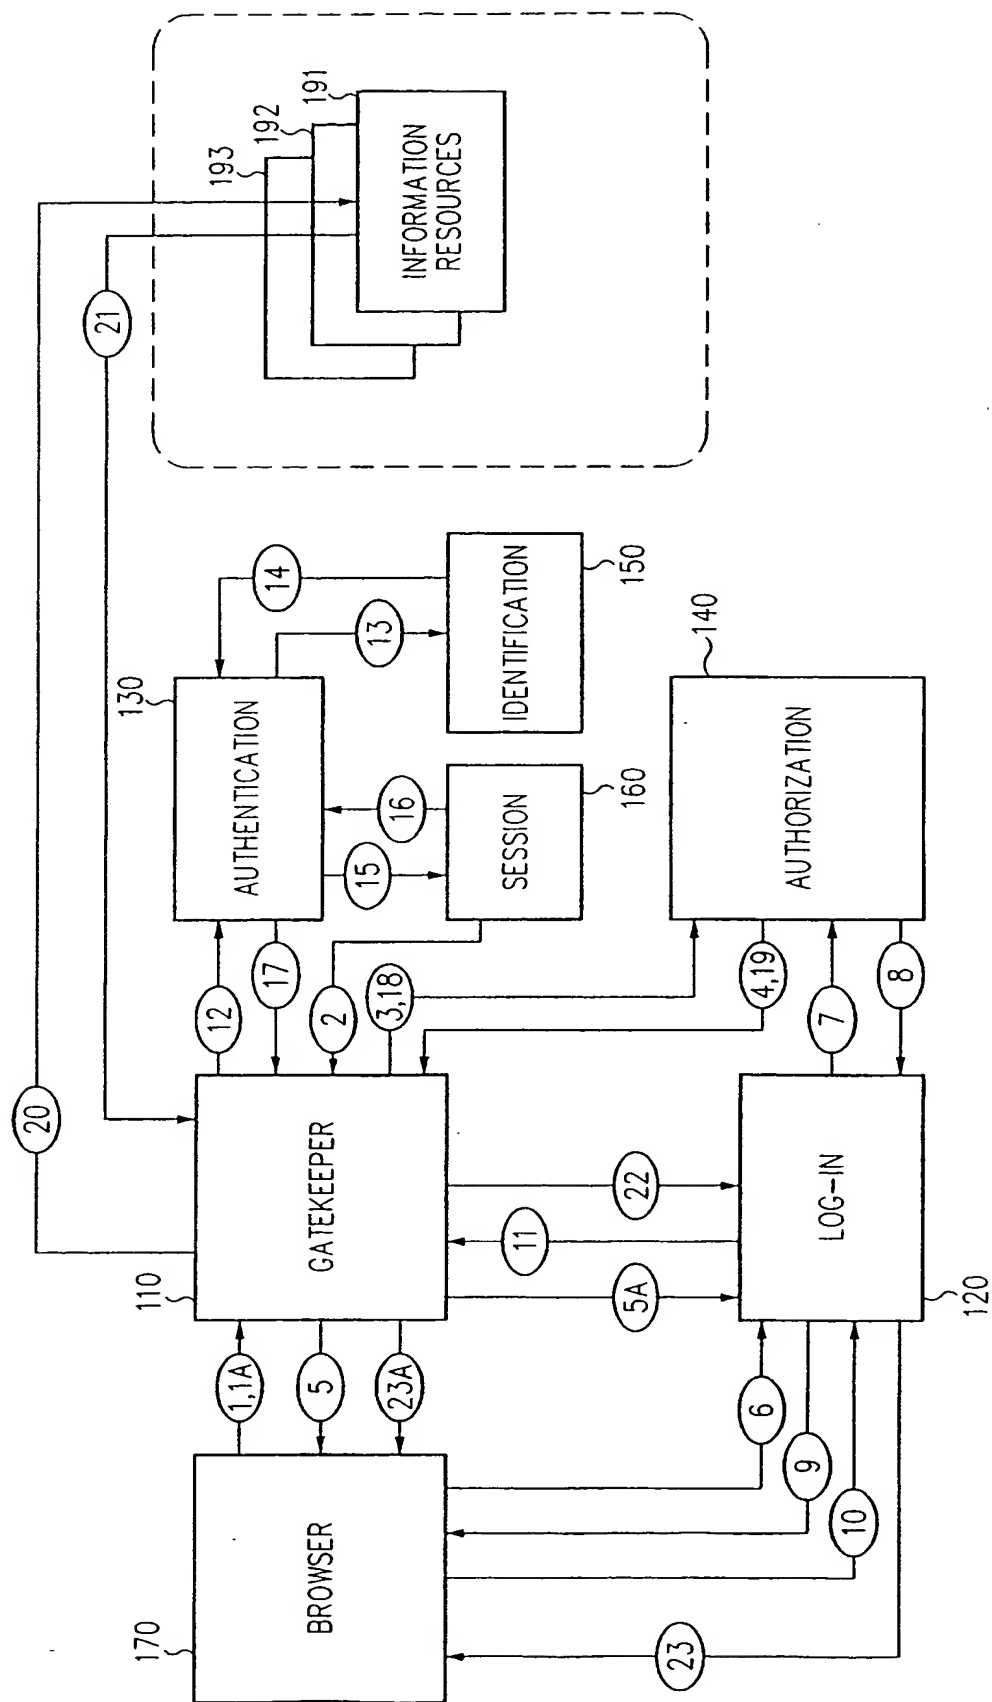 193
192
191
INFORMATION
RESOURCES
21
20
14
13
130
AUTHENTICATION
IDENTIFICATION
150
16
15
SESSION
160
140
AUTHORIZATION
12
17
2
3,18
4,19
7
8
110
GATEKEEPER
22
11
5A
LOG-IN
120
1,1A
5
23A
6
9
10
23
170
BROWSER